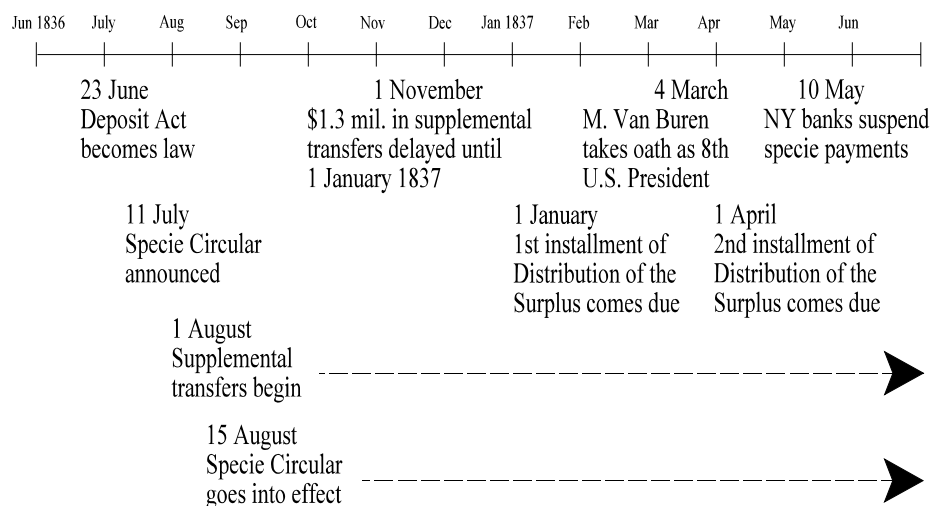 Jun 1836 July Aug Sep Oct Nov Dec Jan 1837 Feb Mar Apr May Jun
23 June
Deposit Act
becomes law
1 November
$1.3 mil. in supplemental
transfers delayed until
1 January 1837
4 March
M. Van Buren
takes oath as 8th
U.S. President
10 May
NY banks suspend
specie payments
11 July
Specie Circular
announced
1 January
1st installment of
Distribution of the
Surplus comes due
1 April
2nd installment of
Distribution of the
Surplus comes due
1 August
Supplemental
transfers begin
15 August
Specie Circular
goes into effect